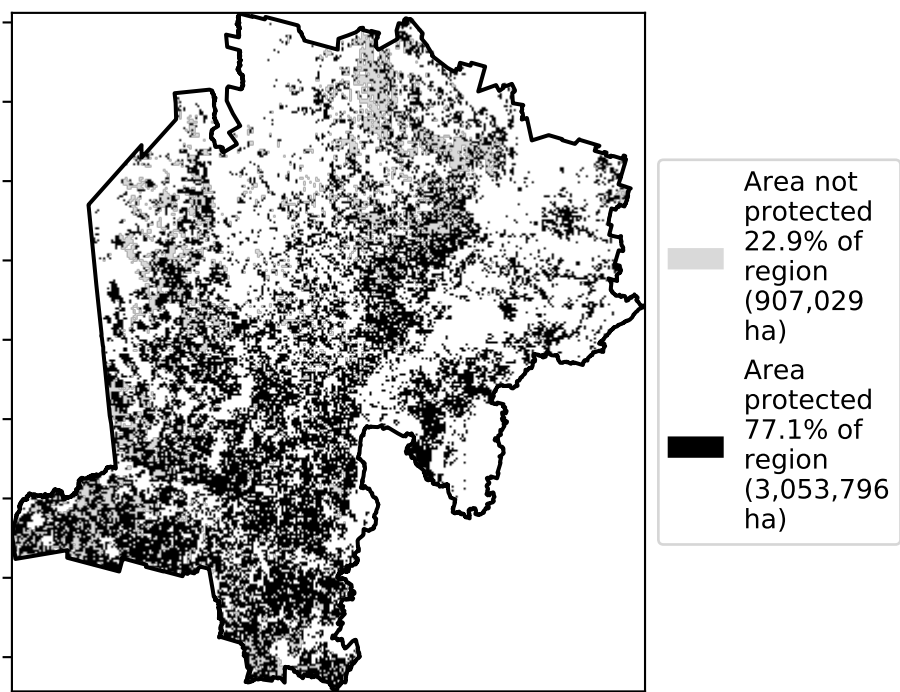 Area not
protected
22.9% of
region
(907,029
ha)
Area
protected
77.1% of
region
(3,053,796
ha)